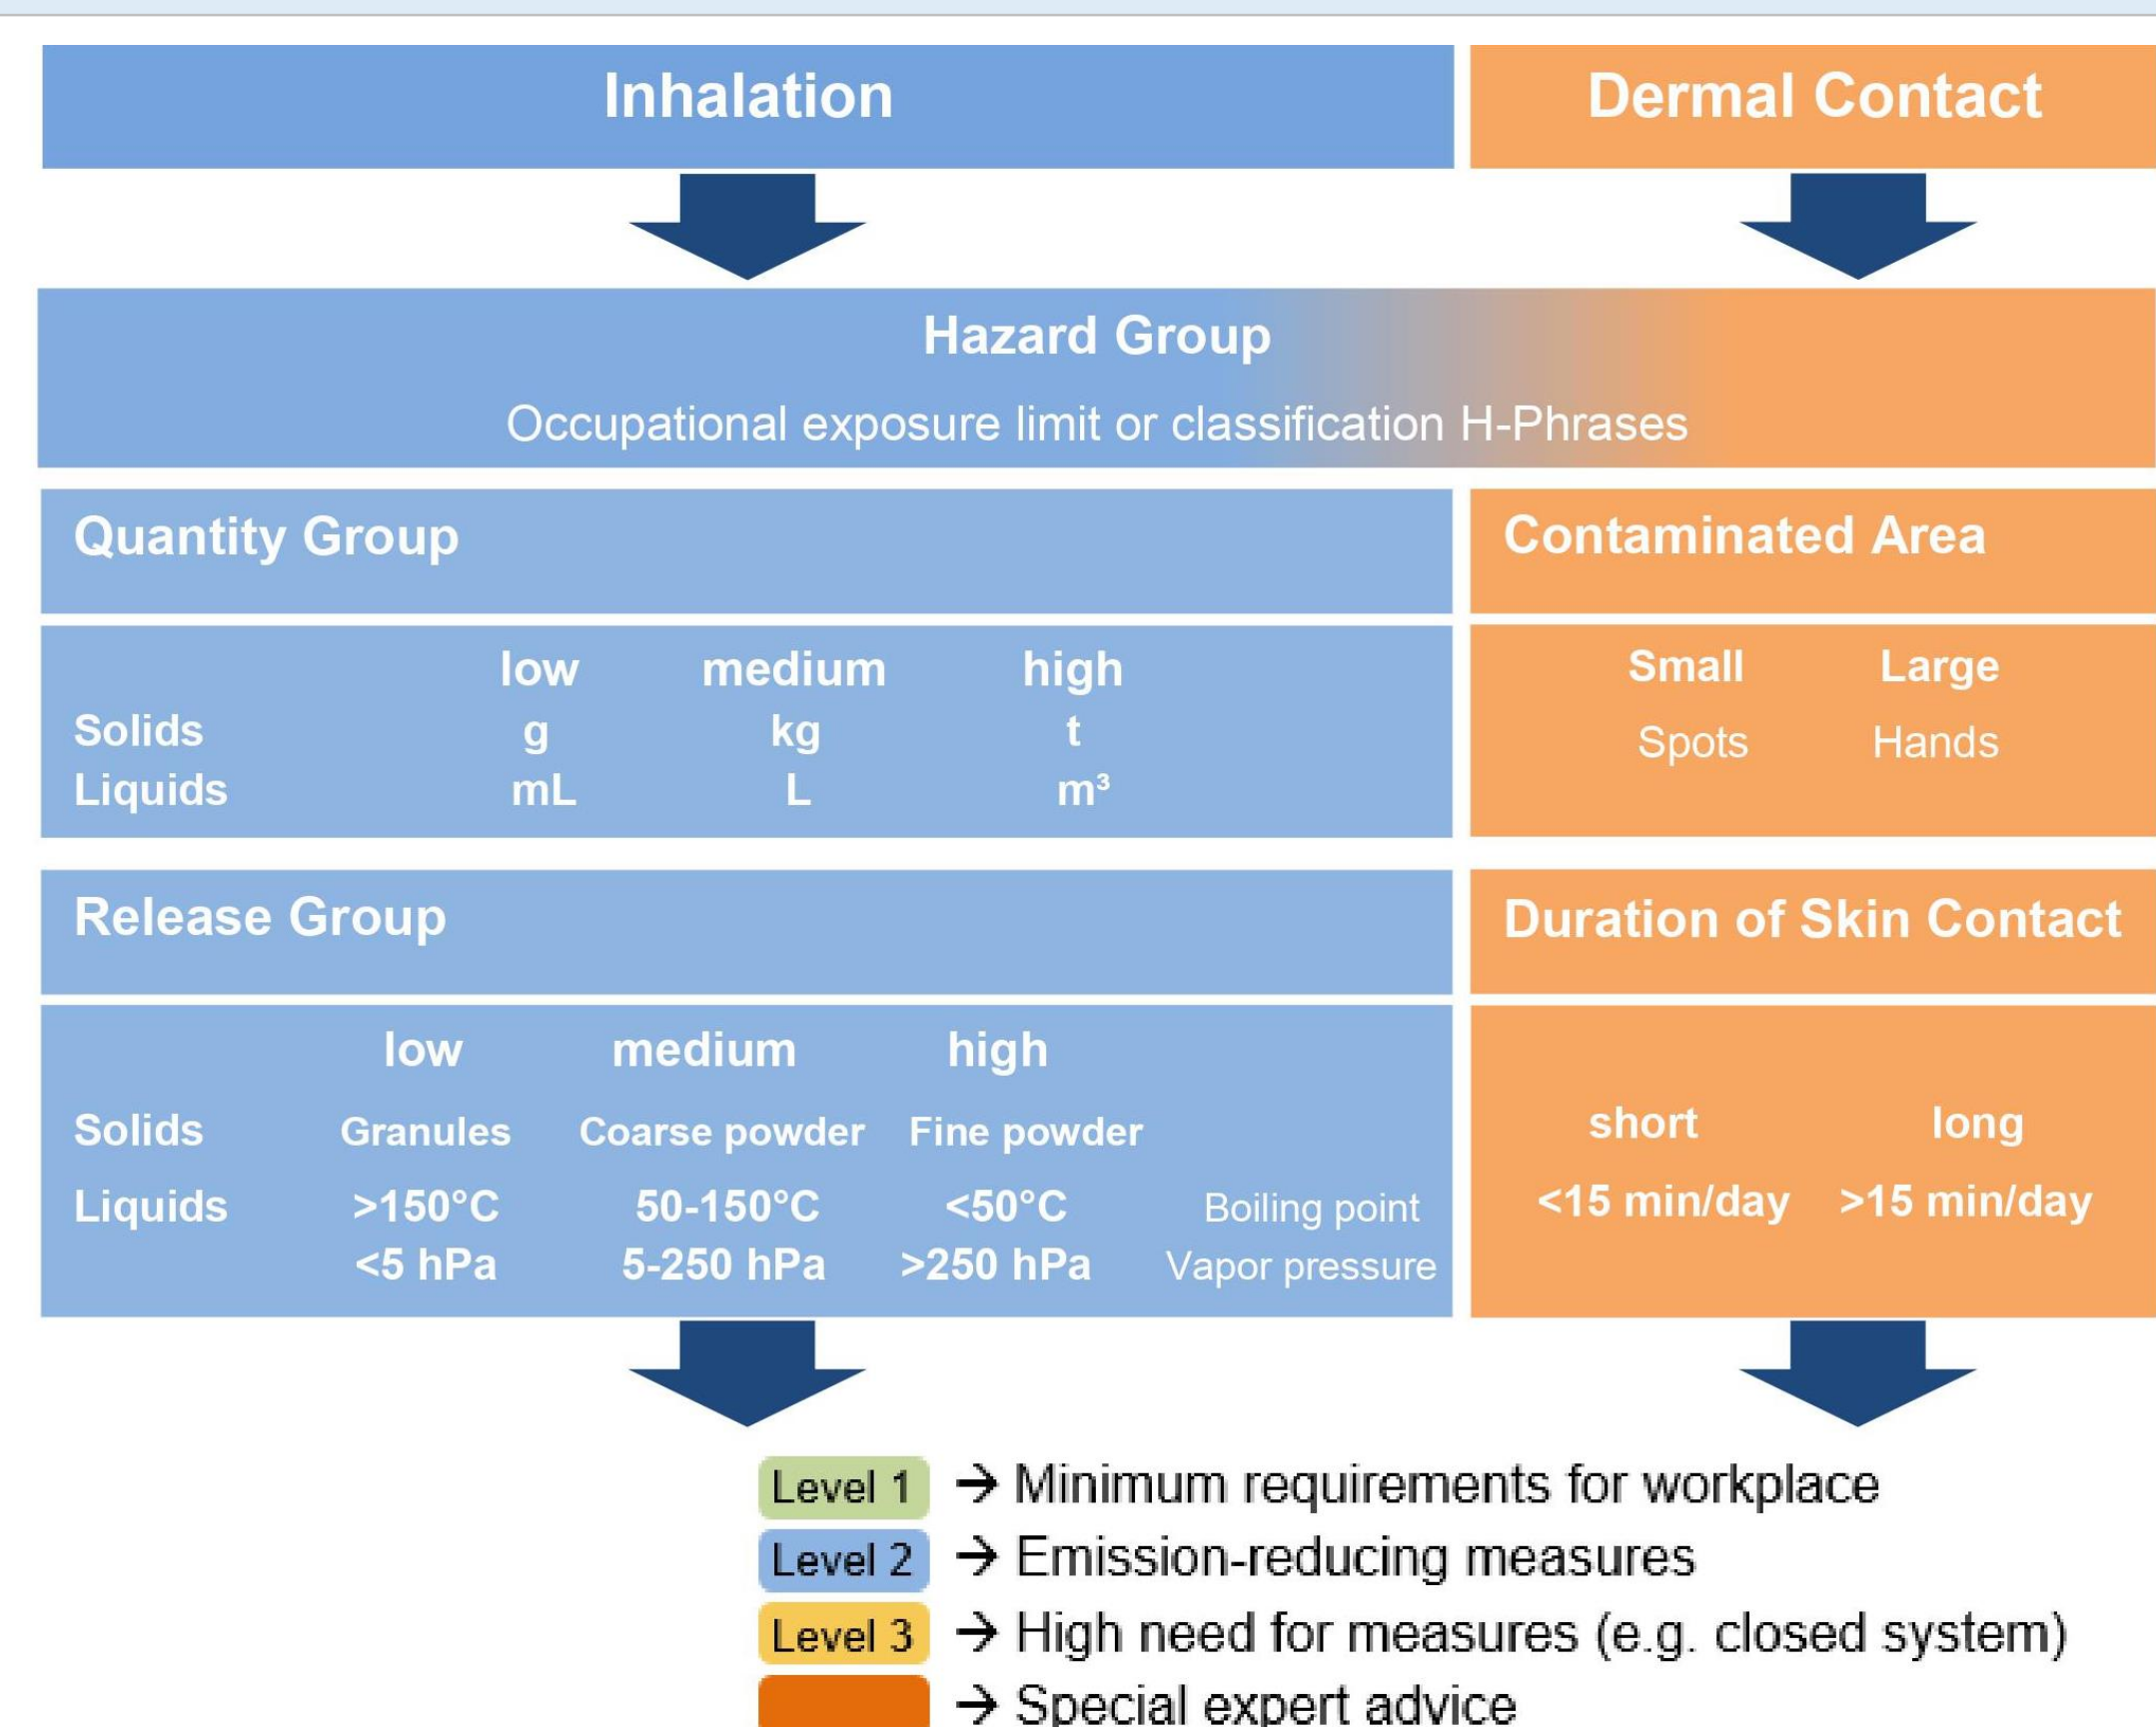 Inhalation
Dermal Contact
Hazard Group
Occupational exposure limit or classification H-Phrases
Quantity Group
low medium high
Solids g kg t
Liquids mL L m³
Contaminated Area
Small Large
Spots Hands
Release Group
low medium high
Solids Granules Coarse powder Fine powder
Liquids >150°C 50-150°C <50°C Boiling point
<5 hPa 5-250 hPa >250 hPa Vapor pressure
Duration of Skin Contact
short long
<15 min/day >15 min/day
Level 1 → Minimum requirements for workplace
Level 2 → Emission-reducing measures
Level 3 → High need for measures (e.g. closed system)
→ Special expert advice